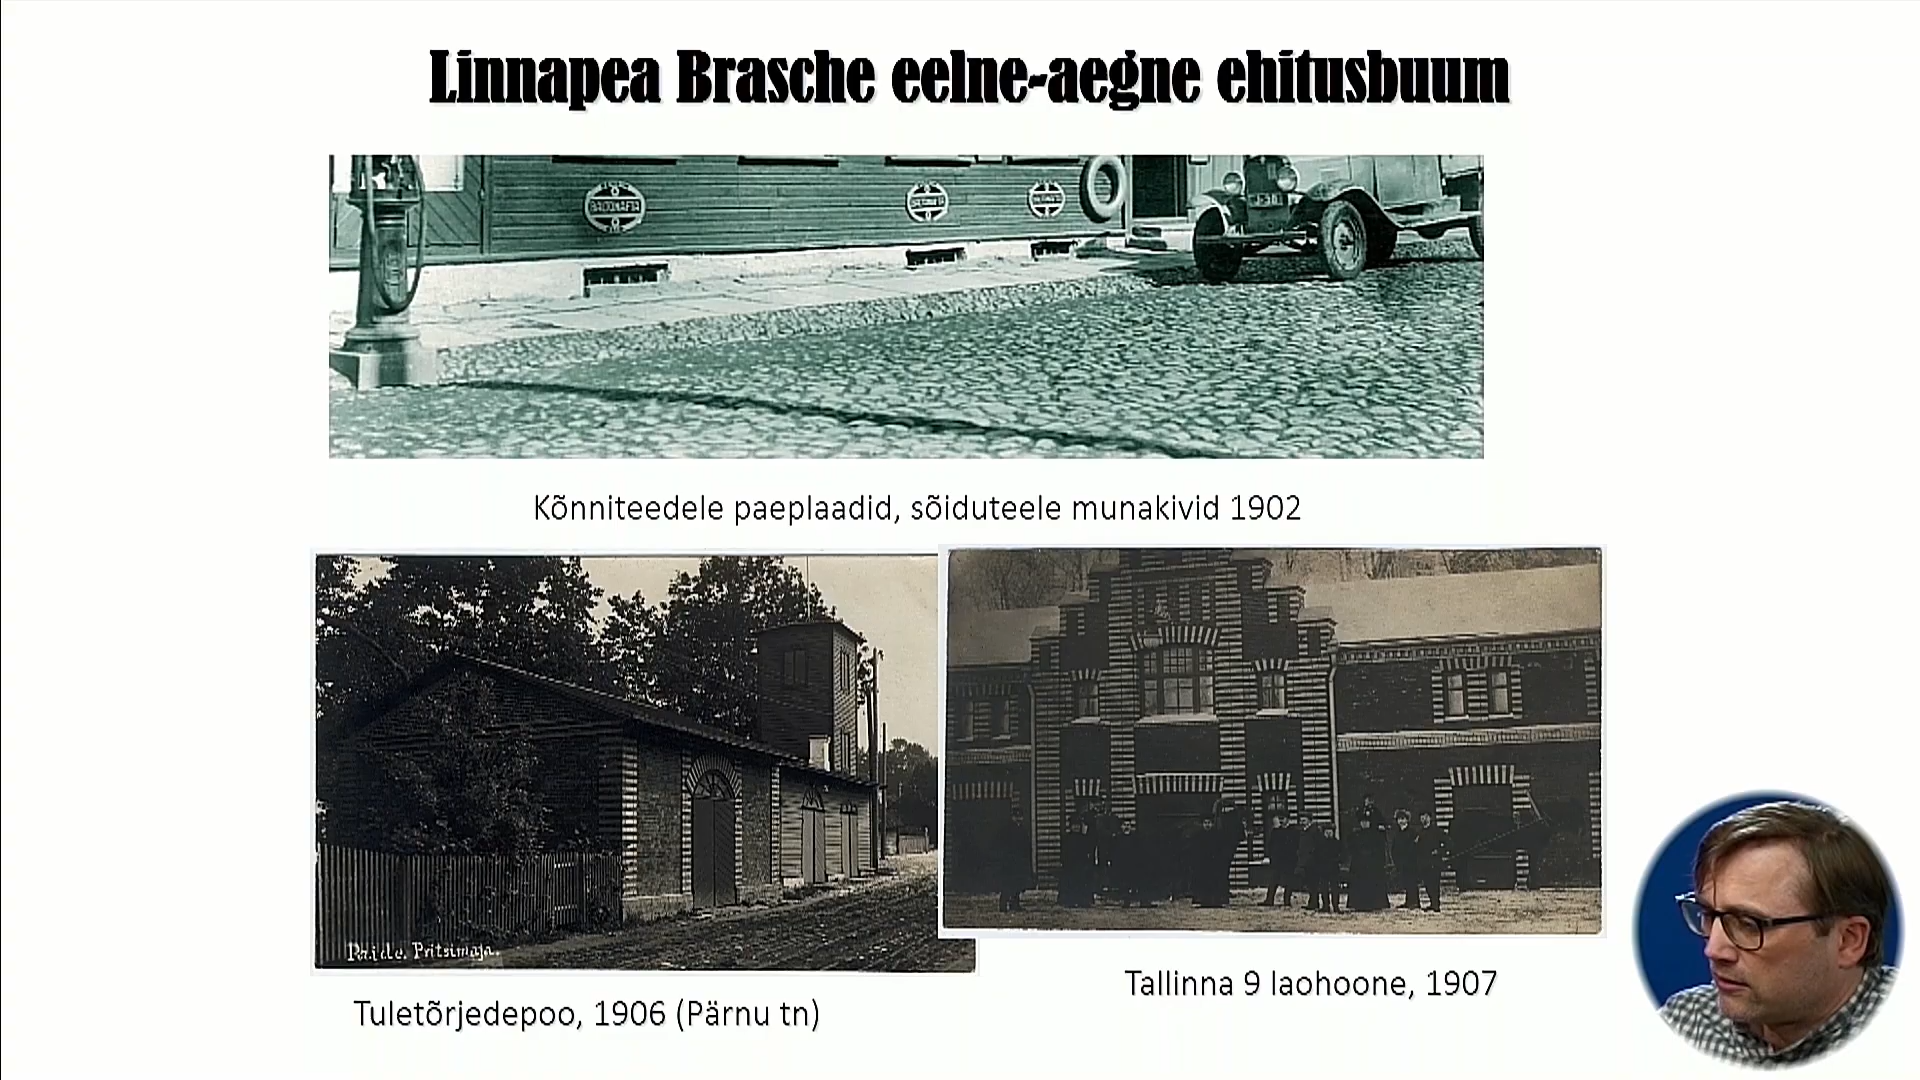 Linnapea Brasche eelne-aegne ehitusbuum
BALTONAFTA
Kõnniteedele paeplaadid, sõiduteele munakivid 1902
Paide. Pritsimaja.
Tallinna 9 laohoone, 1907
Tuletõrjedepoo, 1906 (Pärnu tn)